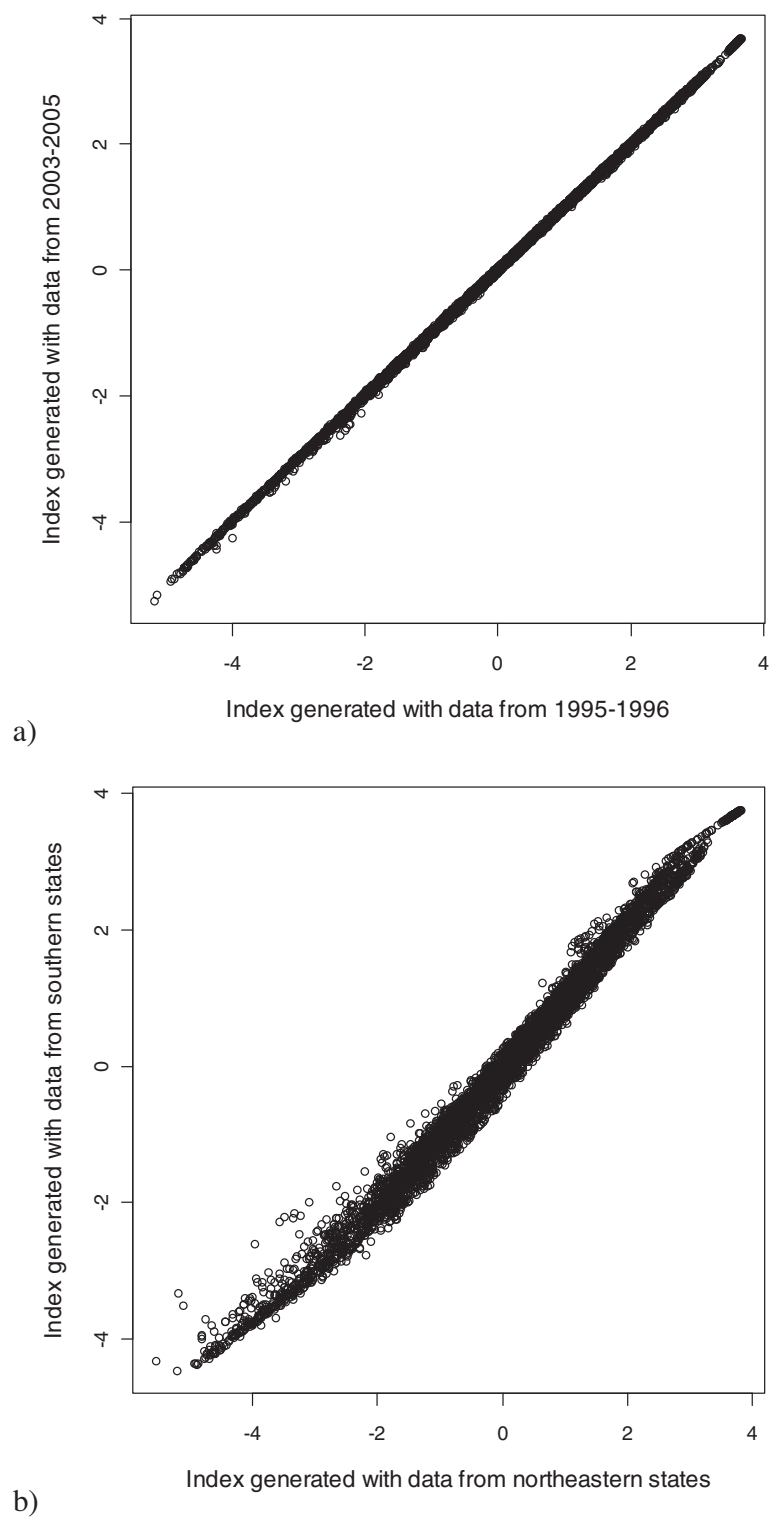 4
2
0
-2
-4
Index generated with data from 2003-2005
-4 -2 0 2 4
Index generated with data from 1995-1996
a)
4
2
0
-2
-4
Index generated with data from southern states
-4 -2 0 2 4
Index generated with data from northeastern states
b)